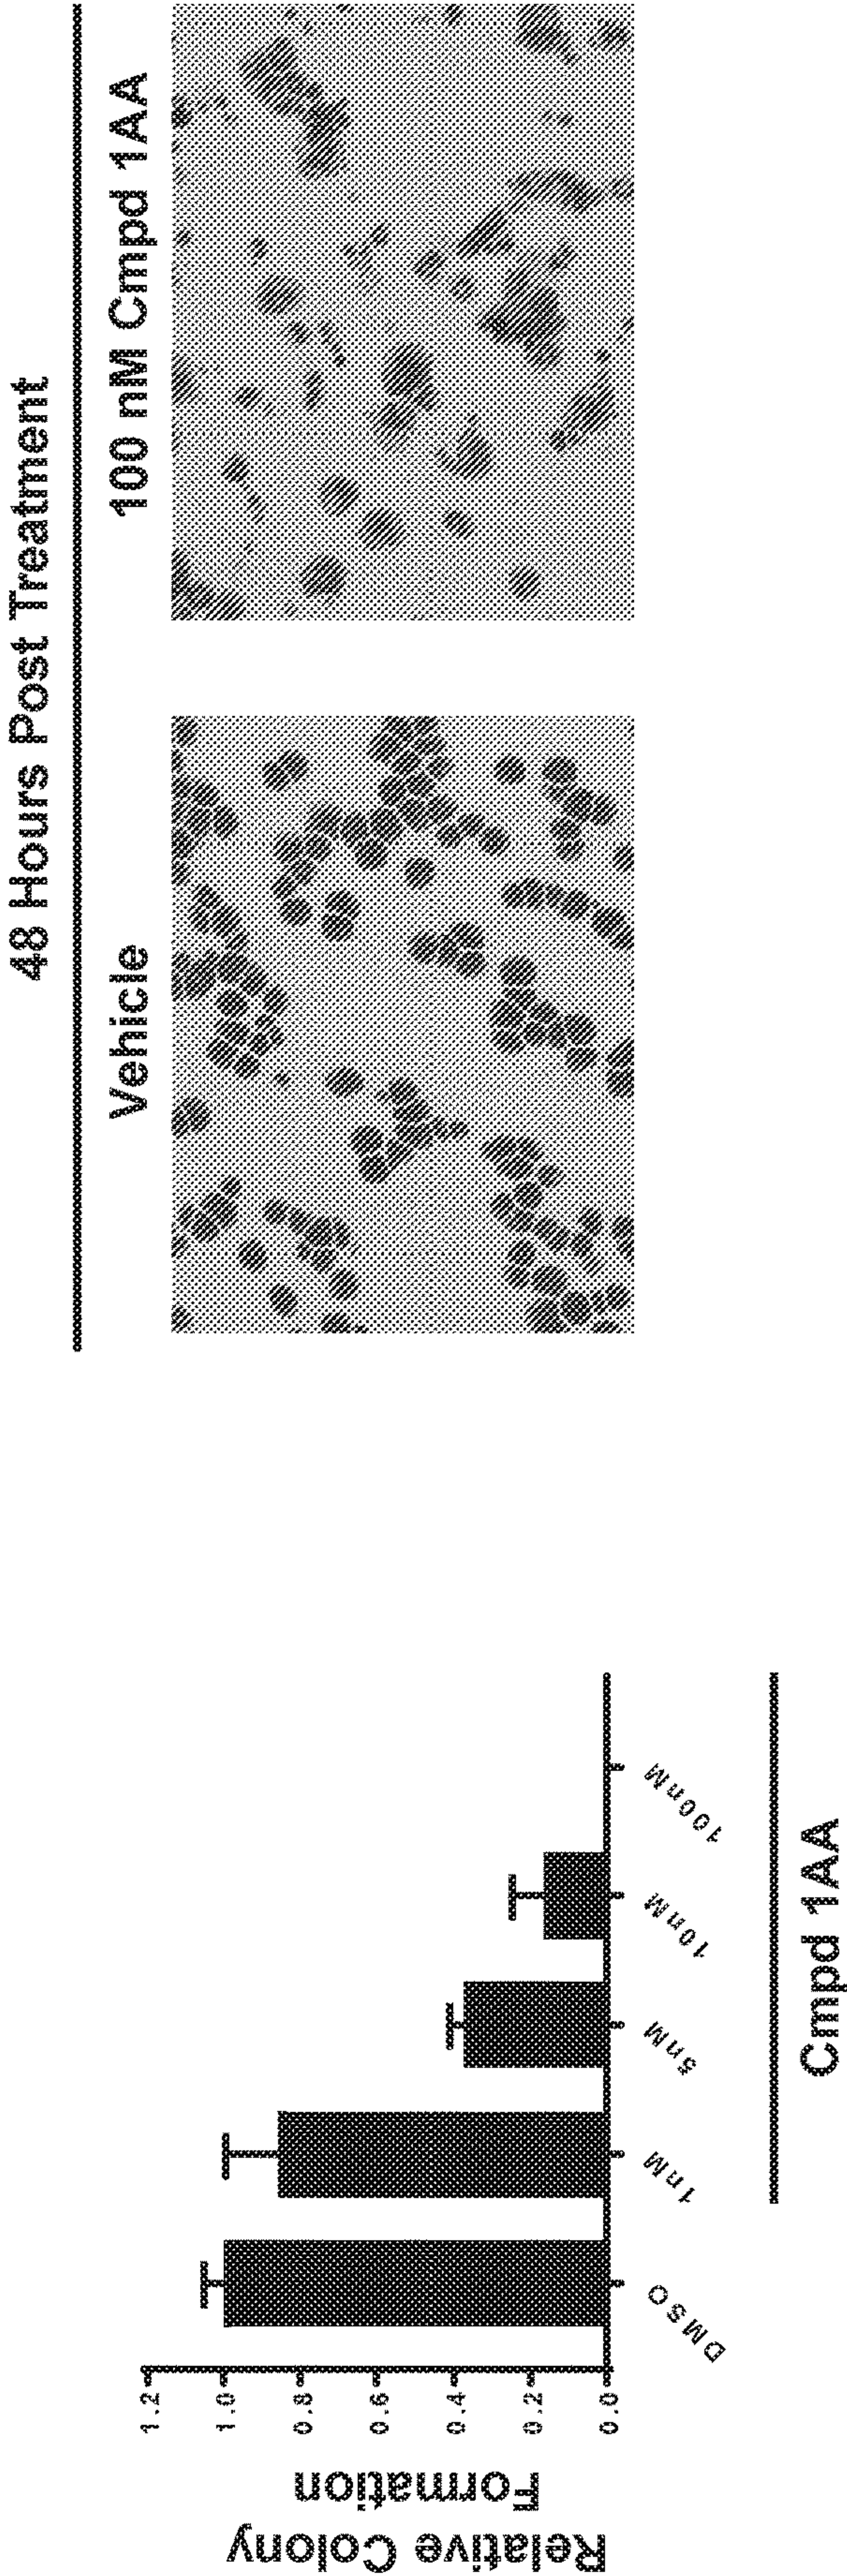 Relative Colony
Formation
1.2
1.0
0.8
0.6
0.4
0.2
0.0
DMSO
1nM
5nM
10nM
100nM
Cmpd 1AA
48 Hours Post Treatment
Vehicle
100 nM Cmpd 1AA